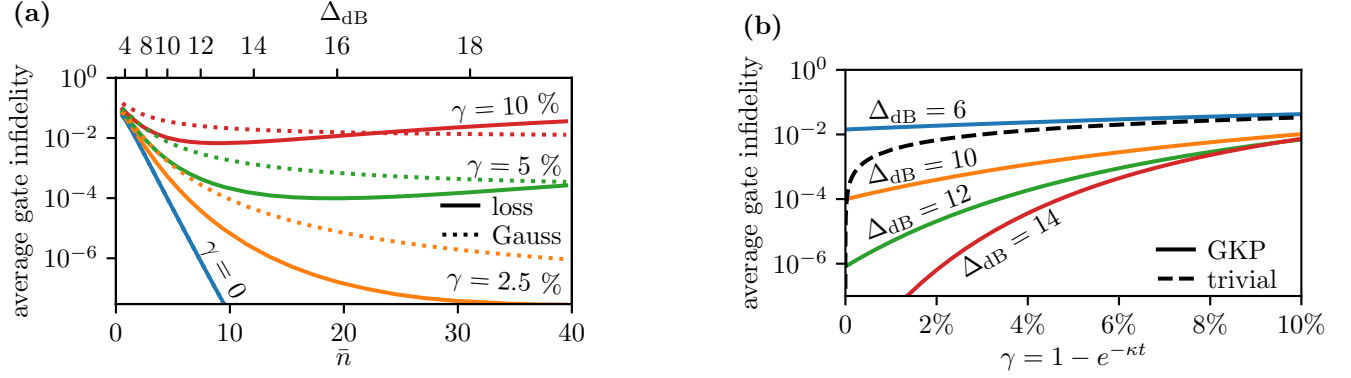 (a)
Δ_dB
4 8 10 12 14 16 18
average gate infidelity
10^0
10^−2
10^−4
10^−6
γ = 10 %
γ = 5 %
loss
Gauss
γ = 0
γ = 2.5 %
0 10 20 30 40
n̄
(b)
average gate infidelity
10^0
10^−2
10^−4
10^−6
Δ_dB = 6
Δ_dB = 10
Δ_dB = 12
Δ_dB = 14
GKP
trivial
0 2% 4% 6% 8% 10%
γ = 1 − e^−κt